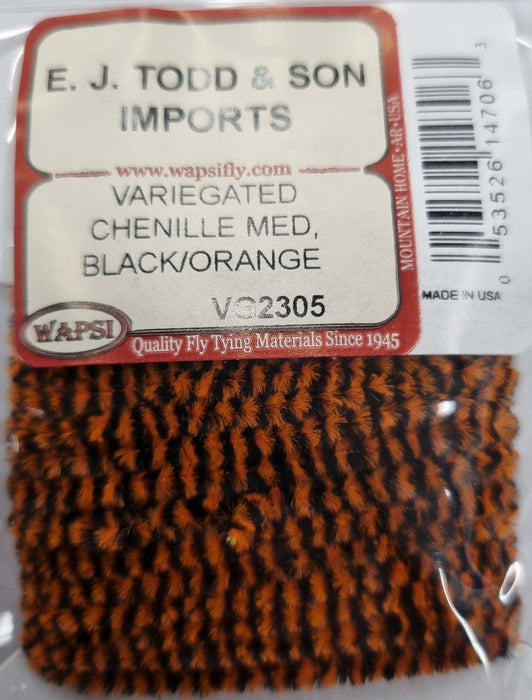 E. J. TODD & SON
IMPORTS
www.wapsifly.com
VARIEGATED
CHENILLE MED,
BLACK/ORANGE
VG2305
WAPSI
Quality Fly Tying Materials Since 1945
MOUNTAIN HOME • AR • USA
0 53526 14706 3
MADE IN USA